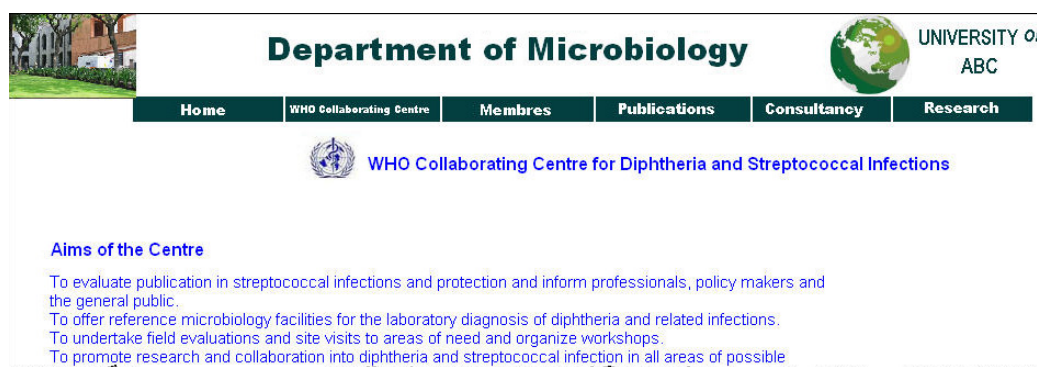 Department of Microbiology
UNIVERSITY OF
ABC
Home WHO Collaborating Centre Membres Publications Consultancy Research
WHO Collaborating Centre for Diphtheria and Streptococcal Infections
Aims of the Centre
To evaluate publication in streptococcal infections and protection and inform professionals, policy makers and
the general public.
To offer reference microbiology facilities for the laboratory diagnosis of diphtheria and related infections.
To undertake field evaluations and site visits to areas of need and organize workshops.
To promote research and collaboration into diphtheria and streptococcal infection in all areas of possible